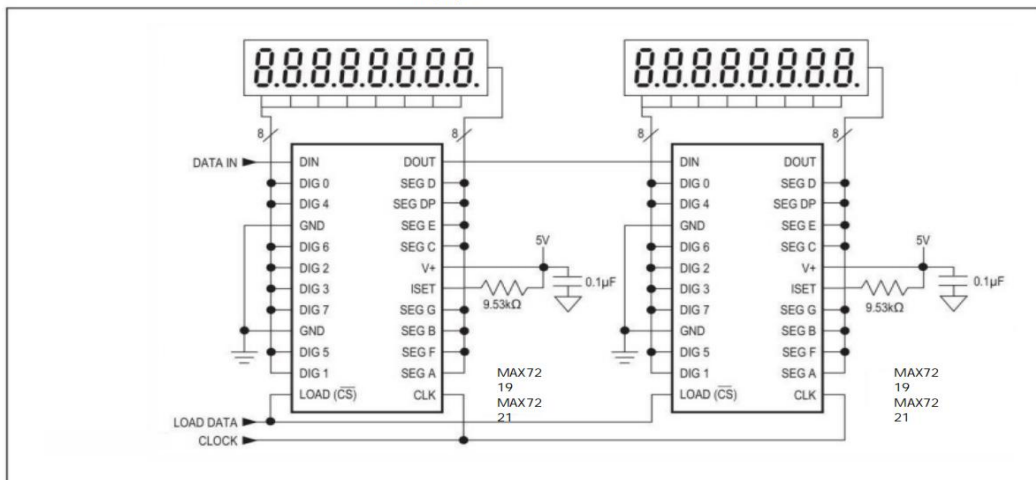 8.8.8.8.8.8.8.8.
8.8.8.8.8.8.8.8.
8 8 8 8
DATA IN DIN DOUT DIN DOUT
DIG 0 SEG D DIG 0 SEG D
DIG 4 SEG DP DIG 4 SEG DP
GND SEG E GND SEG E
DIG 6 SEG C 5V DIG 6 SEG C 5V
DIG 2 V+ DIG 2 V+
DIG 3 ISET 0.1µF DIG 3 ISET 0.1µF
DIG 7 SEG G 9.53kΩ DIG 7 SEG G 9.53kΩ
GND SEG B GND SEG B
DIG 5 SEG F DIG 5 SEG F
DIG 1 SEG A DIG 1 SEG A
LOAD (CS) CLK LOAD (CS) CLK
MAX72
19
MAX72
21
MAX72
19
MAX72
21
LOAD DATA
CLOCK